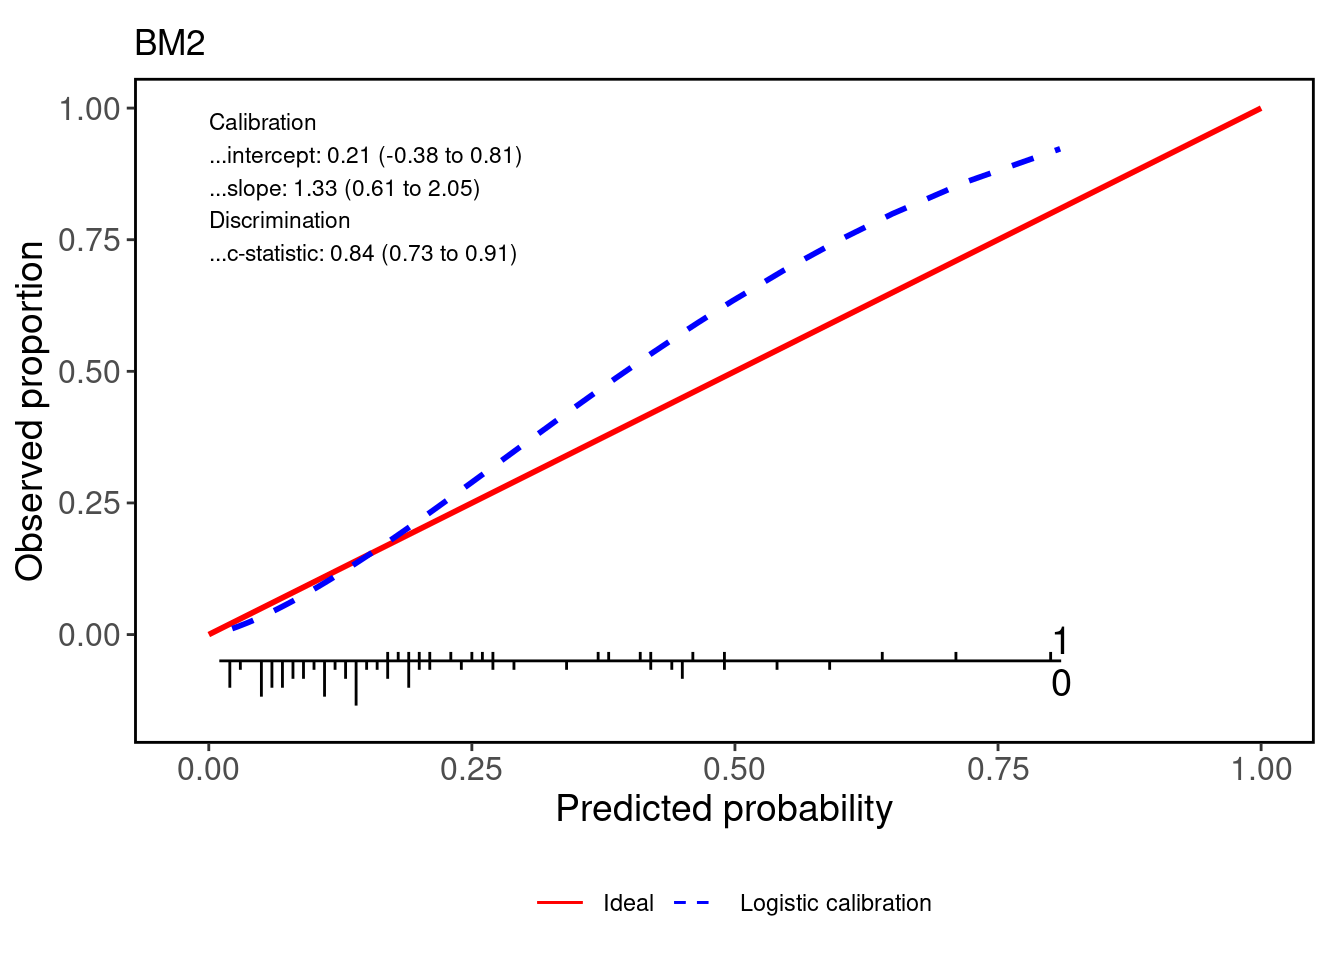 BM2
Calibration
...intercept: 0.21 (-0.38 to 0.81)
...slope: 1.33 (0.61 to 2.05)
Discrimination
...c-statistic: 0.84 (0.73 to 0.91)
Observed proportion
1.00
0.75
0.50
0.25
0.00
1
0
0.00 0.25 0.50 0.75 1.00
Predicted probability
Ideal Logistic calibration